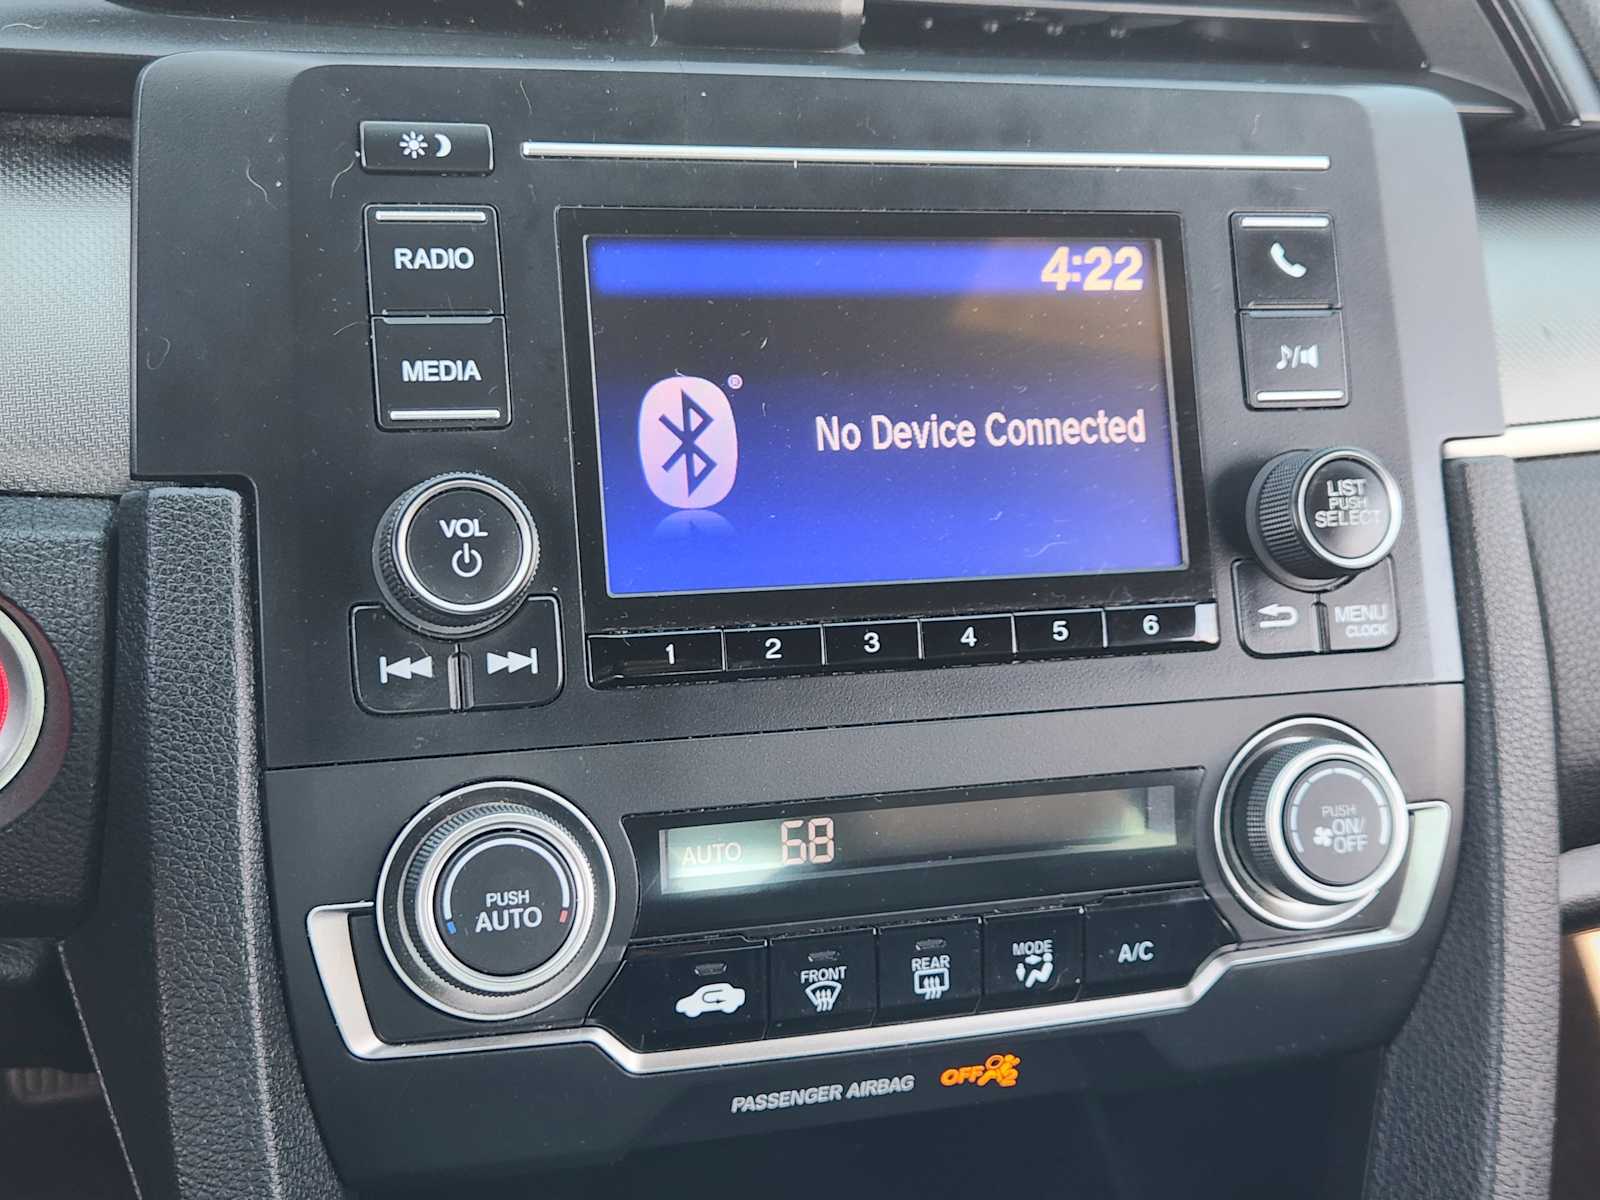 RADIO
MEDIA
VOL
4:22
®
No Device Connected
LIST
PUSH
SELECT
MENU
CLOCK
1 2 3 4 5 6
PUSH
AUTO
AUTO 68
PUSH
ON/
OFF
FRONT
REAR
MODE
A/C
PASSENGER AIRBAG OFF 2